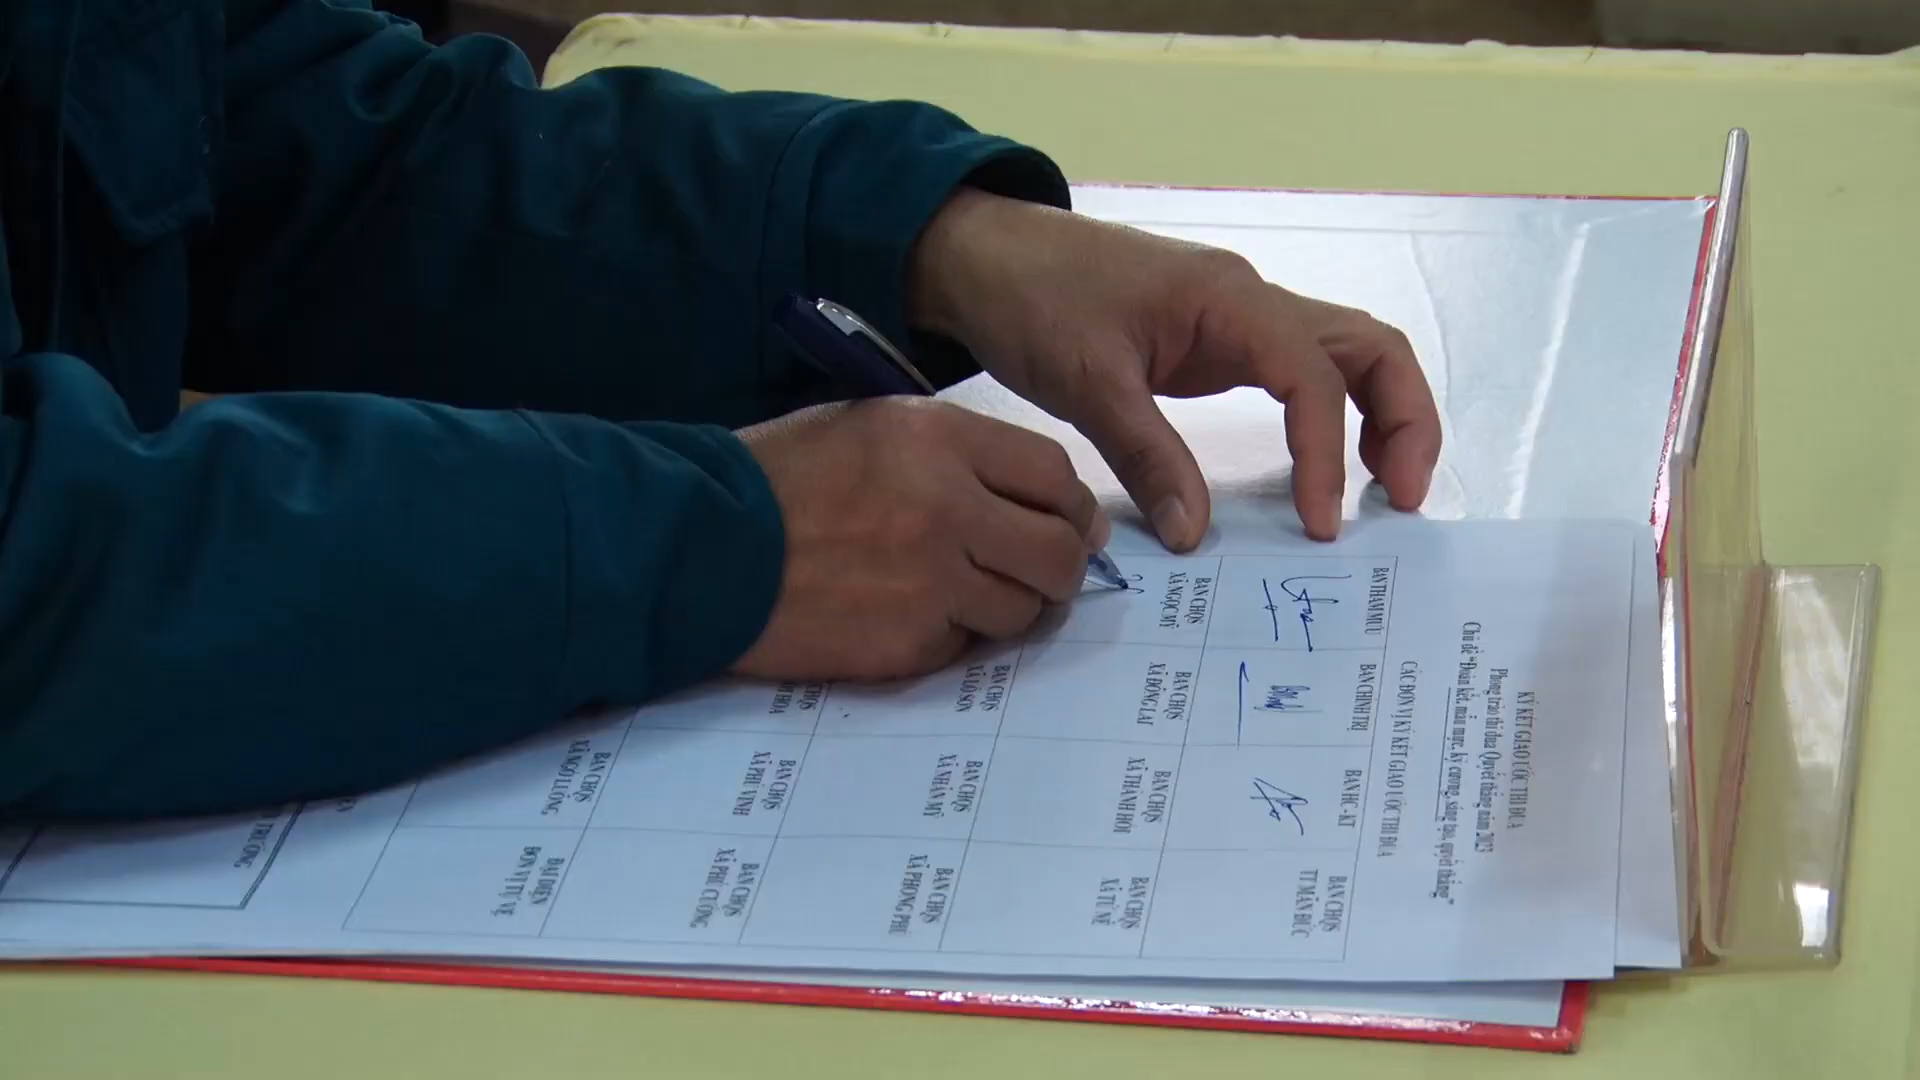 KÝ KẾT GIAO ƯỚC THI ĐUA
Phong trào thi đua Quyết thắng năm 2023
Chủ đề "Đoàn kết, mẫu mực, kỷ cương, sáng tạo, quyết thắng"
CÁC ĐƠN VỊ KÝ KẾT GIAO ƯỚC THI ĐUA
BAN THAM MƯU
BAN CHÍNH TRỊ
BAN HC - KT
BAN CHQS
TT MÃN ĐỨC
BAN CHQS
XÃ NGỌC MỸ
BAN CHQS
XÃ ĐÔNG LAI
BAN CHQS
XÃ THANH HỐI
BAN CHQS
XÃ TỬ NÊ
BAN CHQS
XÃ LỖ SƠN
BAN CHQS
XÃ NHÂN MỸ
BAN CHQS
XÃ PHONG PHÚ
CHQS
HOÀ
BAN CHQS
XÃ PHÚ VINH
BAN CHQS
XÃ PHÚ CƯỜNG
BAN CHQS
XÃ NGỔ LUÔNG
ĐẠI DIỆN
ĐƠN VỊ TỰ VỆ
TRƯỞNG